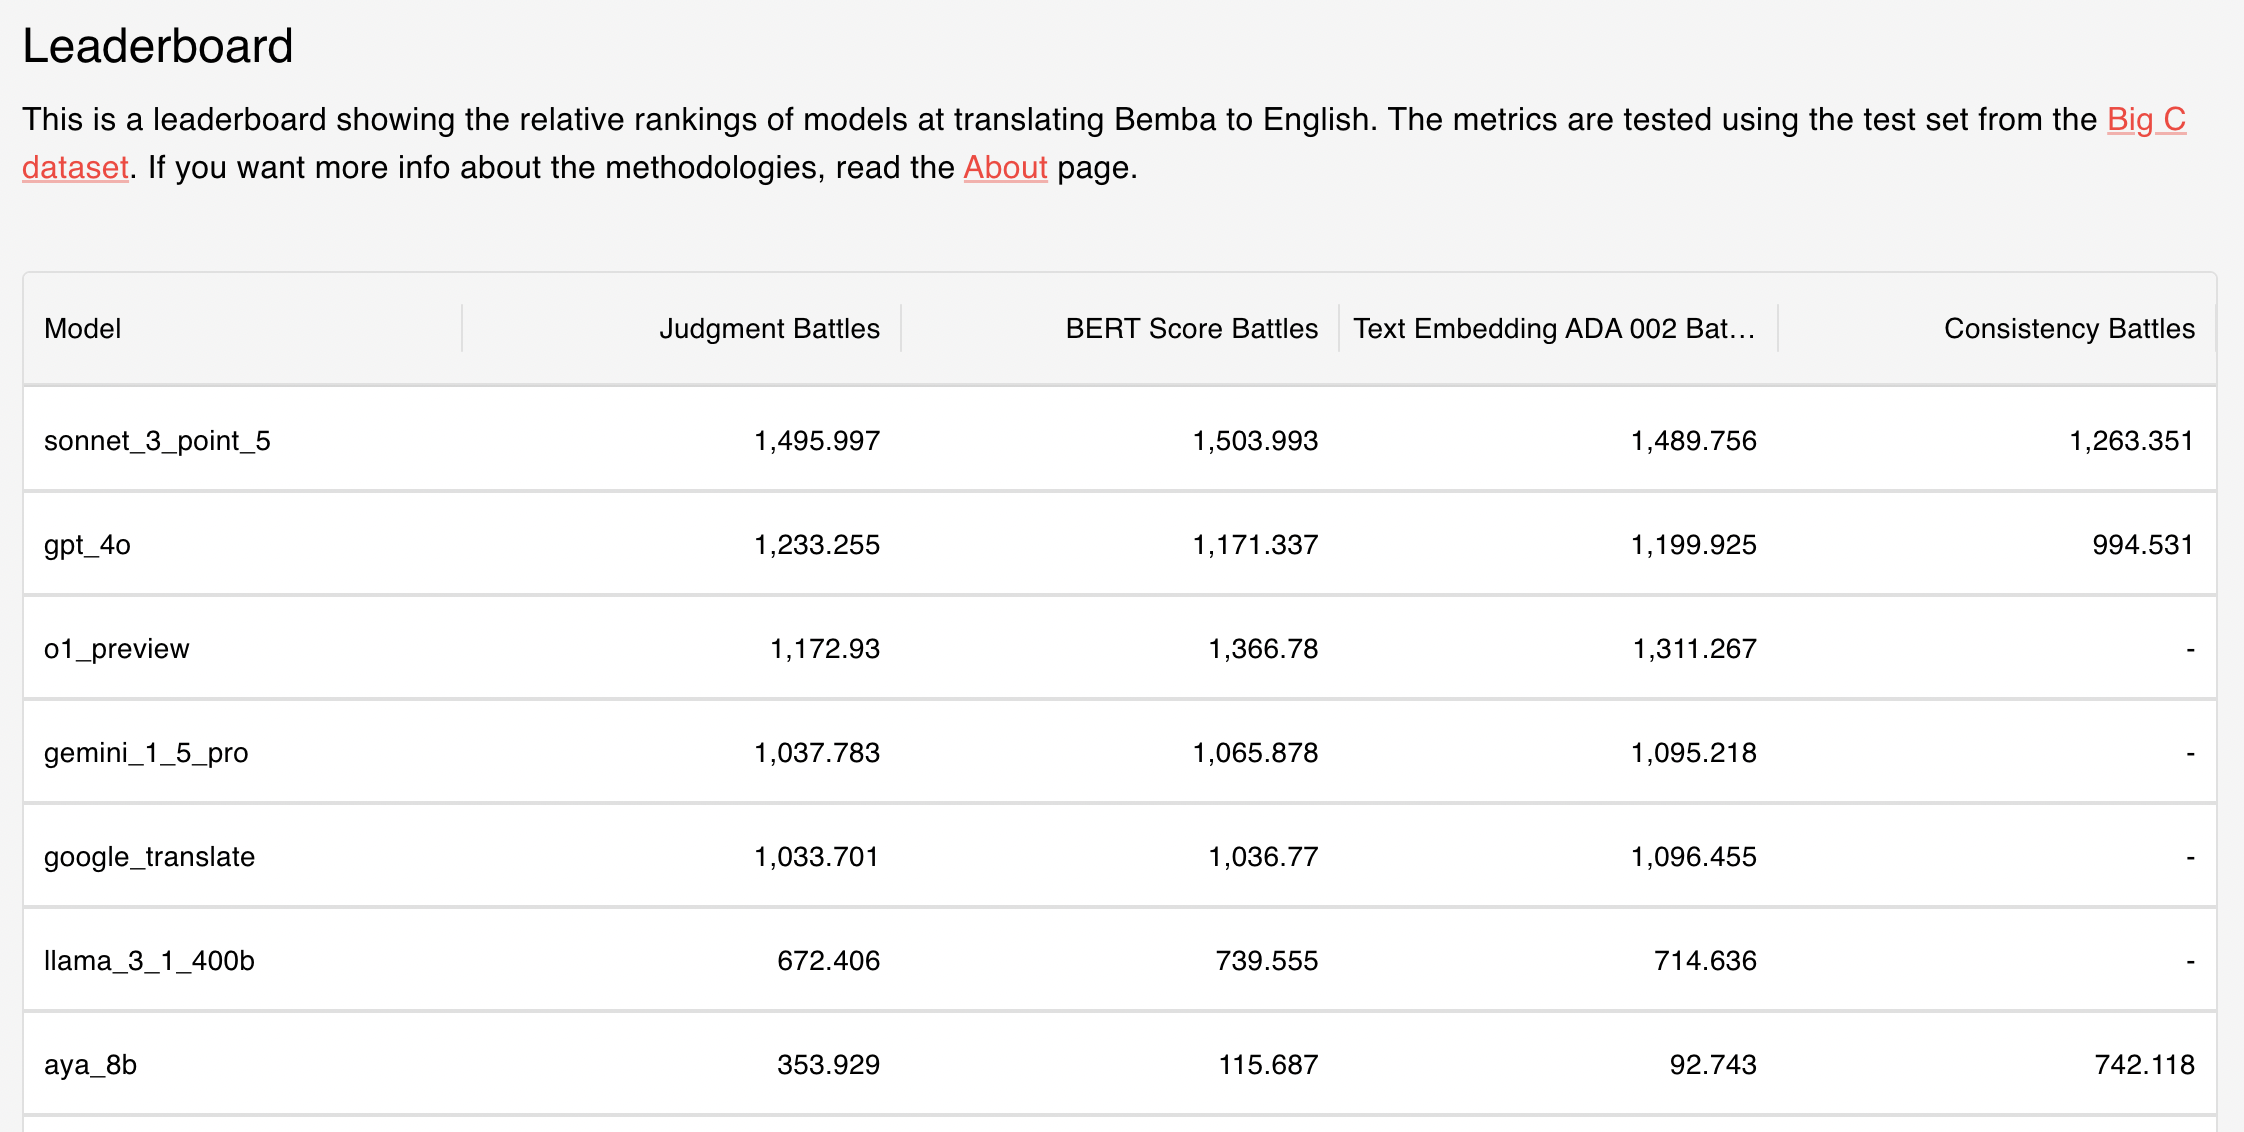 Leaderboard
This is a leaderboard showing the relative rankings of models at translating Bemba to English. The metrics are tested using the test set from the Big C
dataset. If you want more info about the methodologies, read the About page.
Model Judgment Battles BERT Score Battles Text Embedding ADA 002 Bat... Consistency Battles
sonnet_3_point_5 1,495.997 1,503.993 1,489.756 1,263.351
gpt_4o 1,233.255 1,171.337 1,199.925 994.531
o1_preview 1,172.93 1,366.78 1,311.267 -
gemini_1_5_pro 1,037.783 1,065.878 1,095.218 -
google_translate 1,033.701 1,036.77 1,096.455 -
llama_3_1_400b 672.406 739.555 714.636 -
aya_8b 353.929 115.687 92.743 742.118